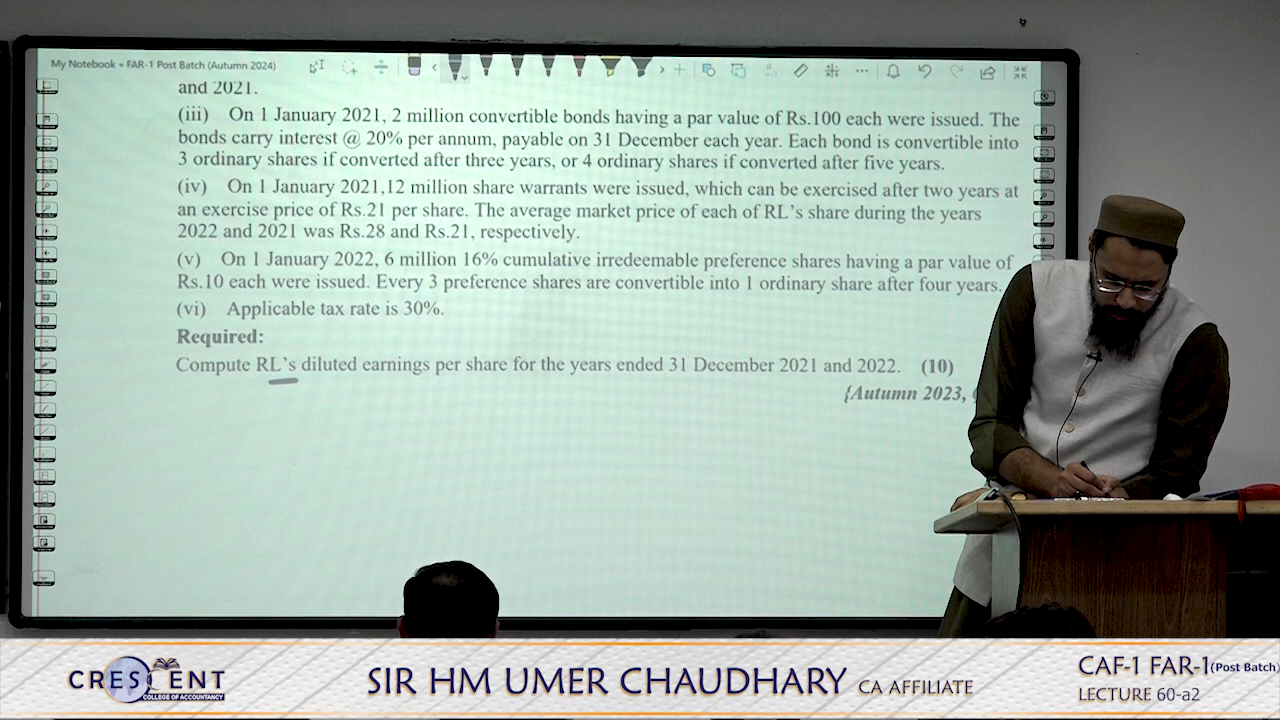 My Notebook » FAR-1 Post Batch (Autumn 2024)
and 2021.
(iii) On 1 January 2021, 2 million convertible bonds having a par value of Rs.100 each were issued. The
bonds carry interest @ 20% per annum, payable on 31 December each year. Each bond is convertible into
3 ordinary shares if converted after three years, or 4 ordinary shares if converted after five years.
(iv) On 1 January 2021,12 million share warrants were issued, which can be exercised after two years at
an exercise price of Rs.21 per share. The average market price of each of RL's share during the years
2022 and 2021 was Rs.28 and Rs.21, respectively.
(v) On 1 January 2022, 6 million 16% cumulative irredeemable preference shares having a par value of
Rs.10 each were issued. Every 3 preference shares are convertible into 1 ordinary share after four years.
(vi) Applicable tax rate is 30%.
Required:
Compute RL's diluted earnings per share for the years ended 31 December 2021 and 2022. (10)
{Autumn 2023,
CRESCENT
COLLEGE OF ACCOUNTANCY
SIR HM UMER CHAUDHARY CA AFFILIATE
CAF-1 FAR-1(Post Batch)
LECTURE 60-a2